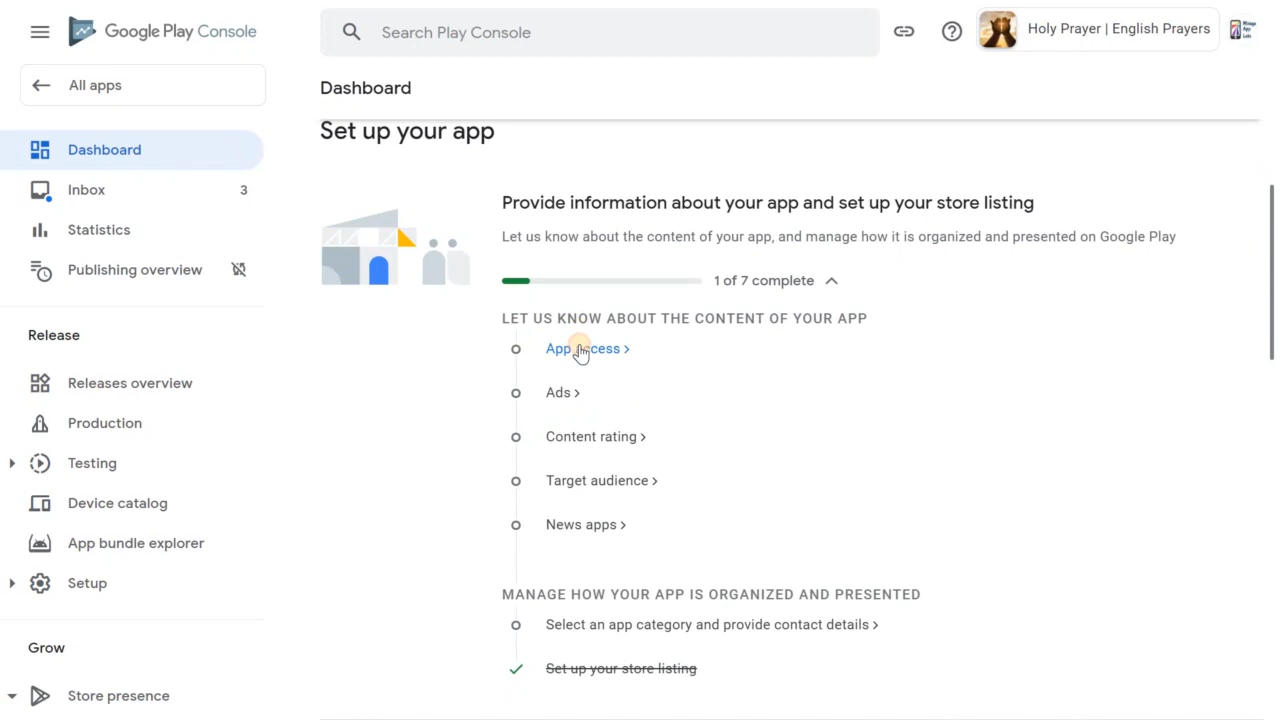 Google Play Console
Search Play Console
Holy Prayer | English Prayers
All apps
Dashboard
Inbox
3
Statistics
Publishing overview
Release
Releases overview
Production
Testing
Device catalog
App bundle explorer
Setup
Grow
Store presence
Dashboard
Set up your app
Provide information about your app and set up your store listing
Let us know about the content of your app, and manage how it is organized and presented on Google Play
1 of 7 complete
LET US KNOW ABOUT THE CONTENT OF YOUR APP
App access
Ads
Content rating
Target audience
News apps
MANAGE HOW YOUR APP IS ORGANIZED AND PRESENTED
Select an app category and provide contact details
Set up your store listing